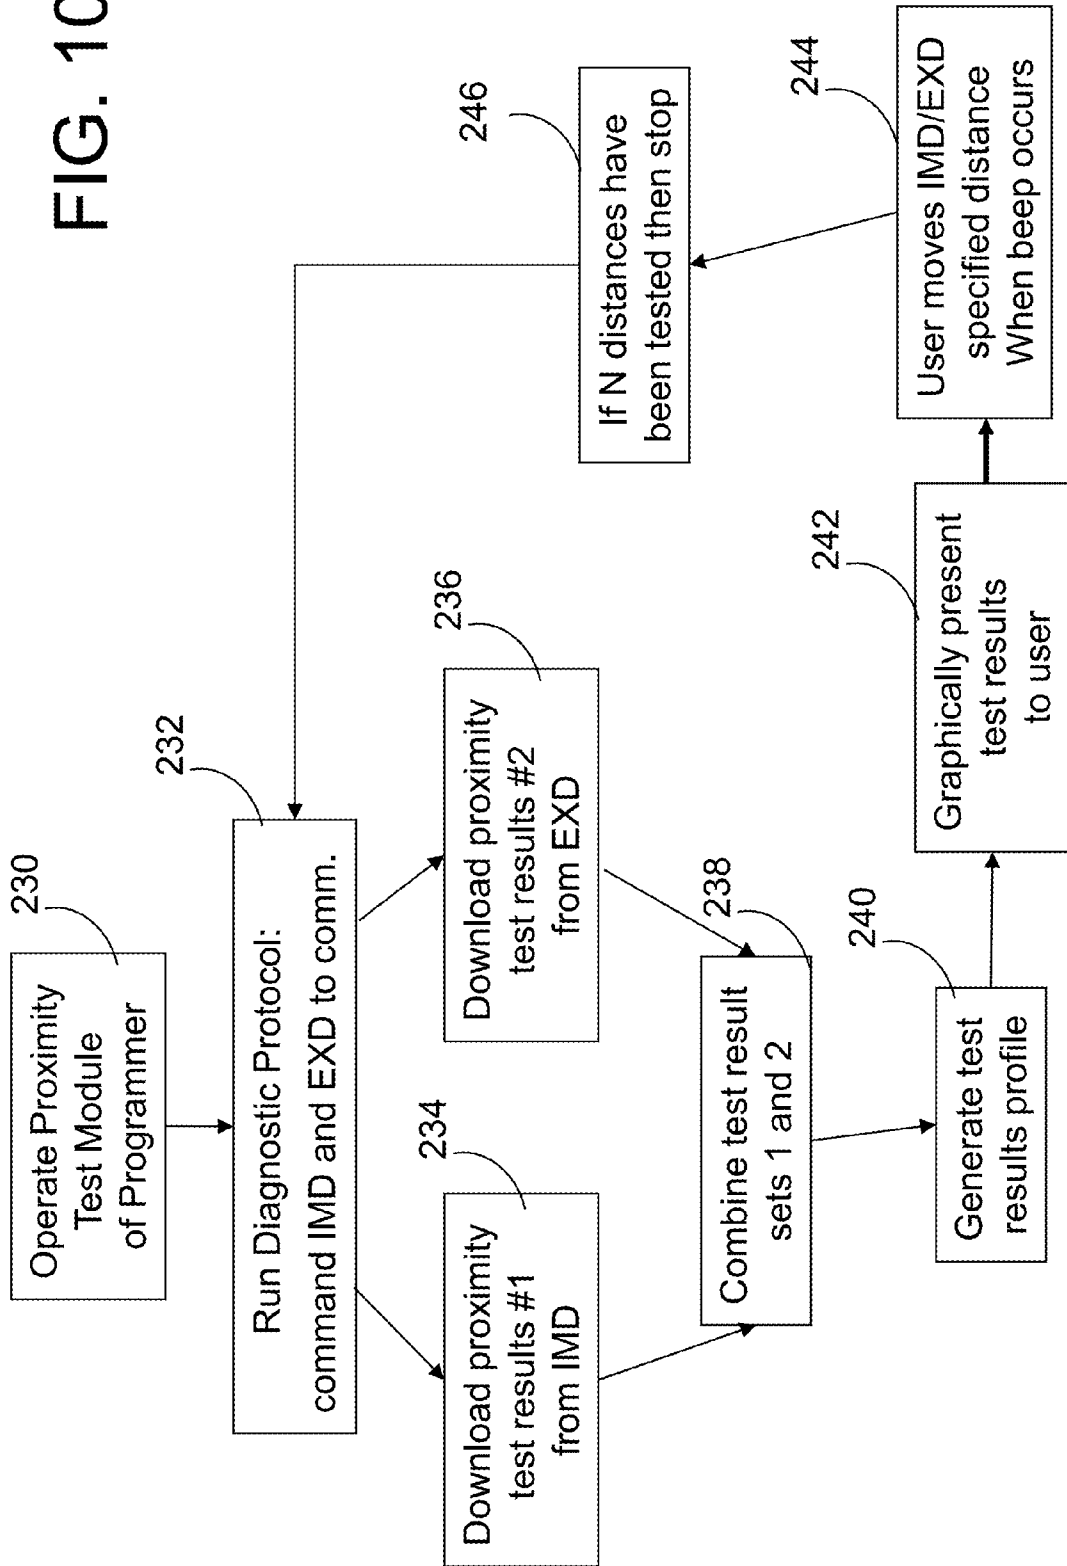 FIG. 10
230
Operate Proximity
Test Module
of Programmer
232
Run Diagnostic Protocol:
command IMD and EXD to comm.
234
Download proximity
test results #1
from IMD
236
Download proximity
test results #2
from EXD
238
Combine test result
sets 1 and 2
240
Generate test
results profile
242
Graphically present
test results
to user
244
User moves IMD/EXD
specified distance
When beep occurs
246
If N distances have
been tested then stop